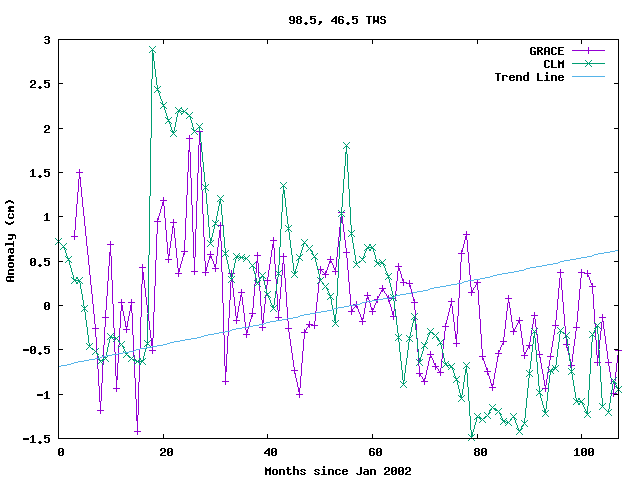 98.5, 46.5 TWS
GRACE
CLM
Trend Line
3
2.5
2
1.5
1
0.5
0
-0.5
-1
-1.5
Anomaly (cm)
0 20 40 60 80 100
Months since Jan 2002